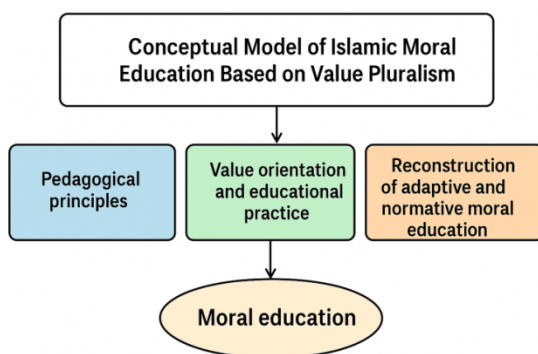 Conceptual Model of Islamic Moral
Education Based on Value Pluralism
Pedagogical
principles
Value orientation
and educational
practice
Reconstruction
of adaptive and
normative moral
education
Moral education